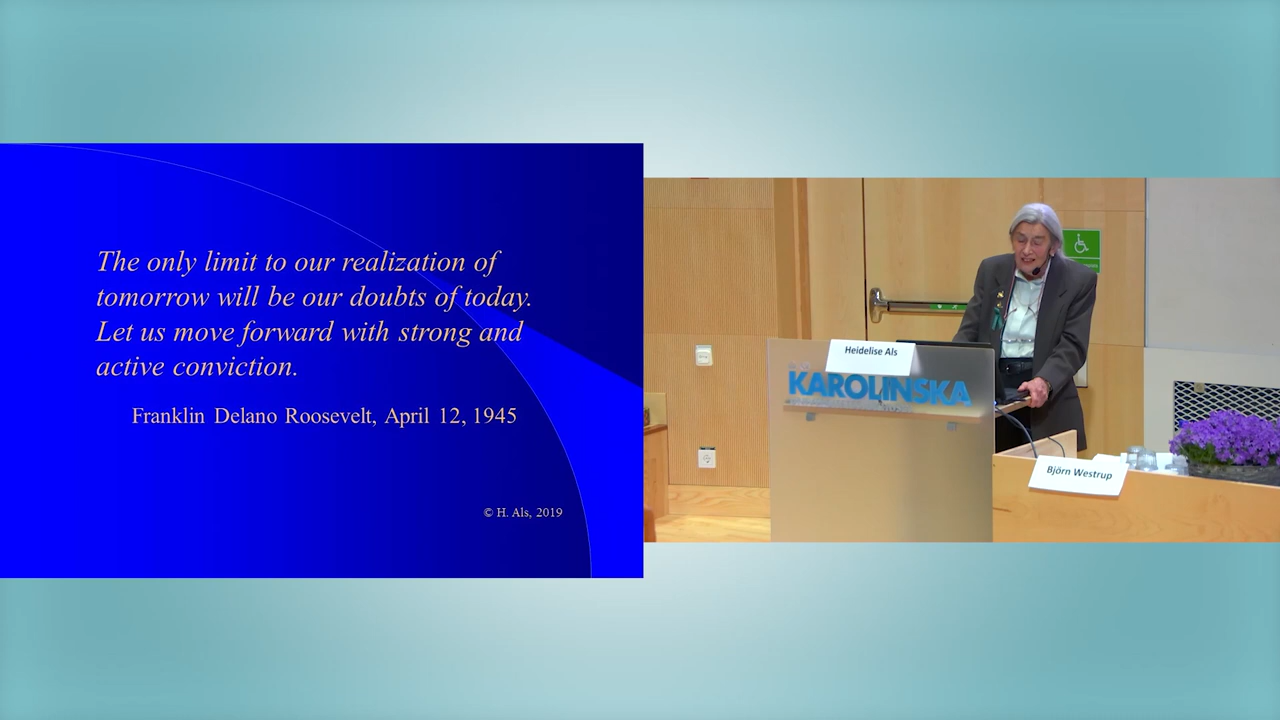 The only limit to our realization of
tomorrow will be our doubts of today.
Let us move forward with strong and
active conviction.
Franklin Delano Roosevelt, April 12, 1945
© H. Als, 2019
Heidelise Als
KAROLINSKA
Björn Westrup